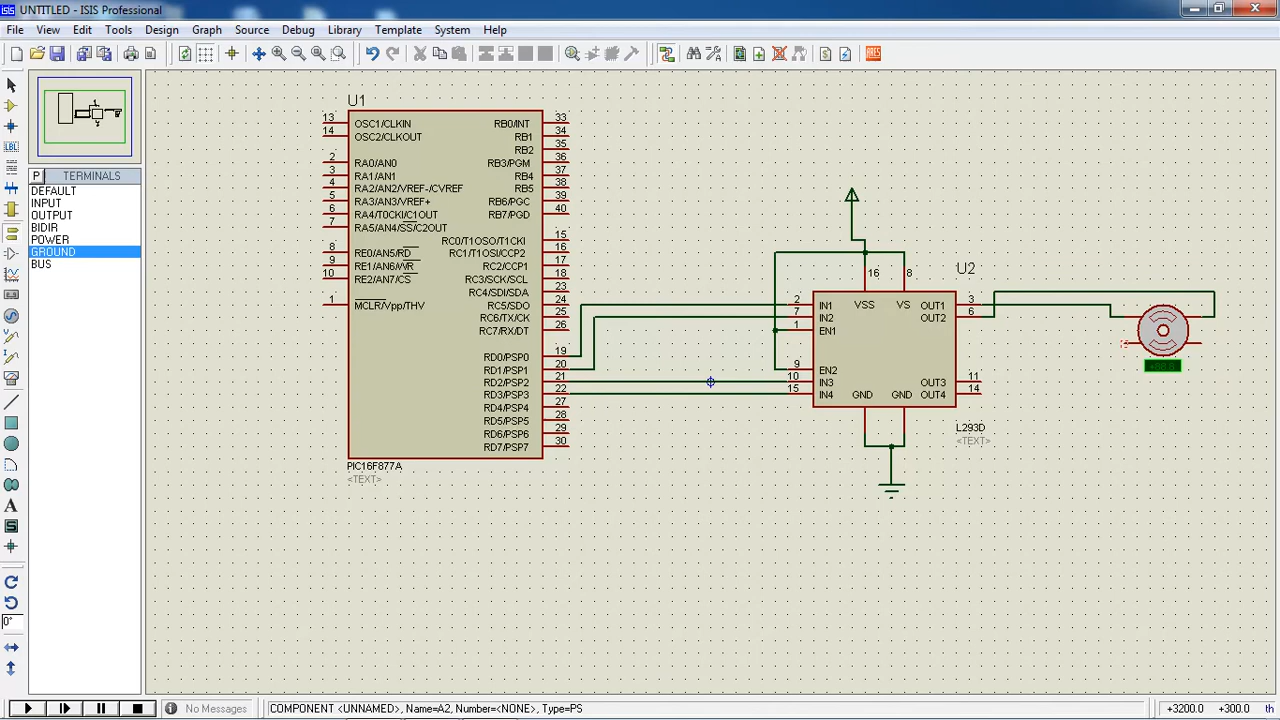 UNTITLED - ISIS Professional
File View Edit Tools Design Graph Source Debug Library Template System Help
ARES
P TERMINALS
DEFAULT
INPUT
OUTPUT
BIDIR
POWER
GROUND
BUS
LBL
A
S
0°
U1
13 OSC1/CLKIN RB0/INT 33
14 OSC2/CLKOUT RB1 34
RB2 35
2 RA0/AN0 RB3/PGM 36
3 RA1/AN1 RB4 37
4 RA2/AN2/VREF-/CVREF RB5 38
5 RA3/AN3/VREF+ RB6/PGC 39
6 RA4/T0CKI/C1OUT RB7/PGD 40
7 RA5/AN4/SS/C2OUT
RC0/T1OSO/T1CKI 15
8 RE0/AN5/RD RC1/T1OSI/CCP2 16
9 RE1/AN6/WR RC2/CCP1 17
10 RE2/AN7/CS RC3/SCK/SCL 18
RC4/SDI/SDA 23
1 MCLR/Vpp/THV RC5/SDO 24
RC6/TX/CK 25
RC7/RX/DT 26
RD0/PSP0 19
RD1/PSP1 20
RD2/PSP2 21
RD3/PSP3 22
RD4/PSP4 27
RD5/PSP5 28
RD6/PSP6 29
RD7/PSP7 30
PIC16F877A
<TEXT>
U2
16 8
VSS VS
2 IN1 OUT1 3
7 IN2 OUT2 6
1 EN1
9 EN2
10 IN3 OUT3 11
15 IN4 OUT4 14
GND GND
L293D
<TEXT>
No Messages COMPONENT <UNNAMED>, Name=A2, Number=<NONE>, Type=PS +3200.0 +300.0 th